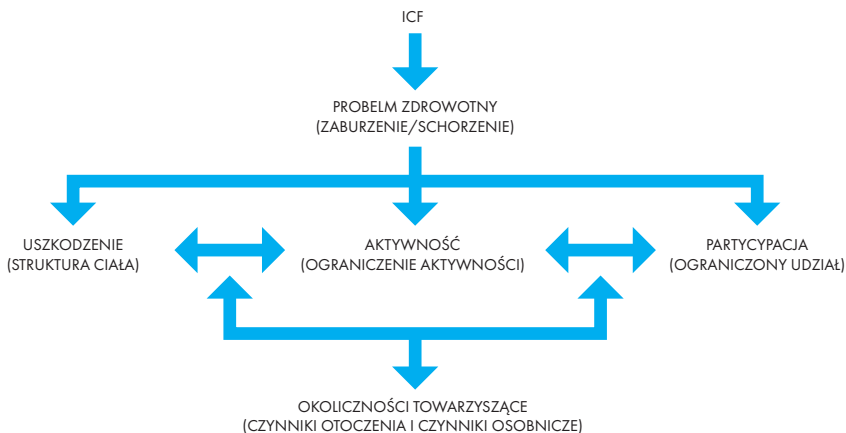 ICF
PROBELM ZDROWOTNY
(ZABURZENIE/SCHORZENIE)
USZKODZENIE
(STRUKTURA CIAŁA)
AKTYWNOŚĆ
(OGRANICZENIE AKTYWNOŚCI)
PARTYCYPACJA
(OGRANICZONY UDZIAŁ)
OKOLICZNOŚCI TOWARZYSZĄCE
(CZYNNIKI OTOCZENIA I CZYNNIKI OSOBNICZE)